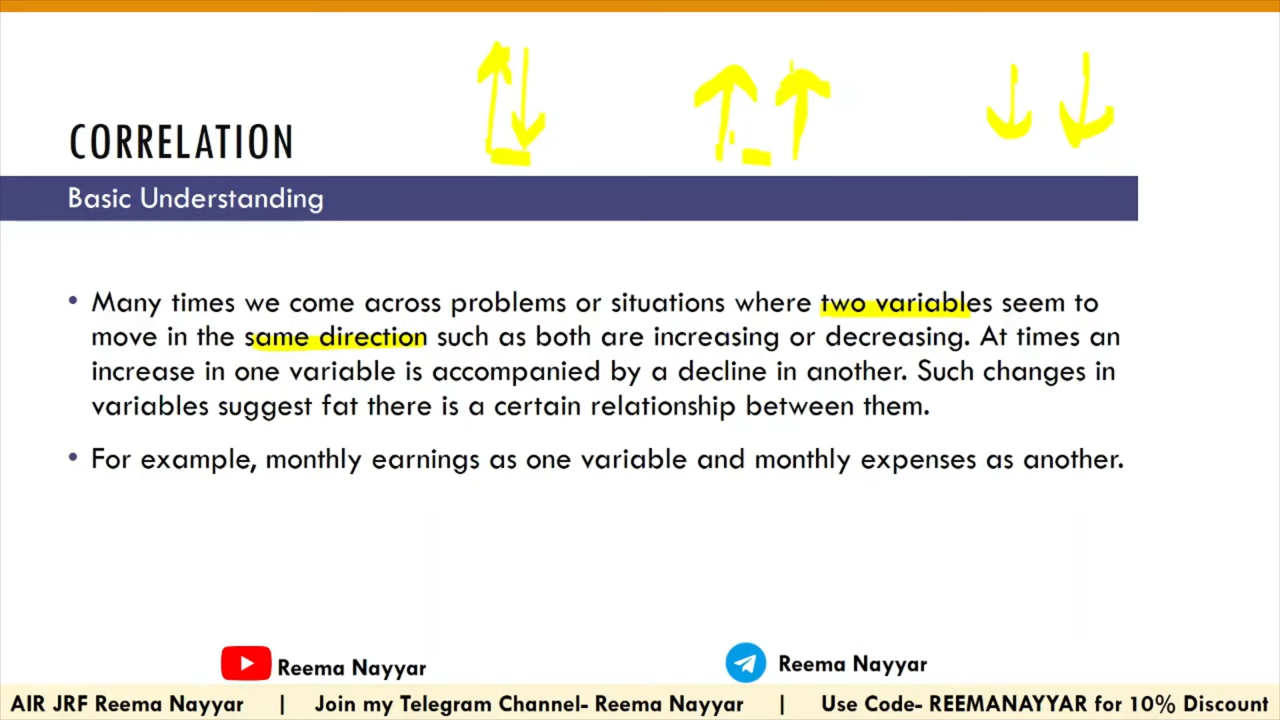 CORRELATION
Basic Understanding
• Many times we come across problems or situations where two variables seem to
move in the same direction such as both are increasing or decreasing. At times an
increase in one variable is accompanied by a decline in another. Such changes in
variables suggest fat there is a certain relationship between them.
• For example, monthly earnings as one variable and monthly expenses as another.
Reema Nayyar
Reema Nayyar
AIR JRF Reema Nayyar | Join my Telegram Channel- Reema Nayyar | Use Code- REEMANAYYAR for 10% Discount